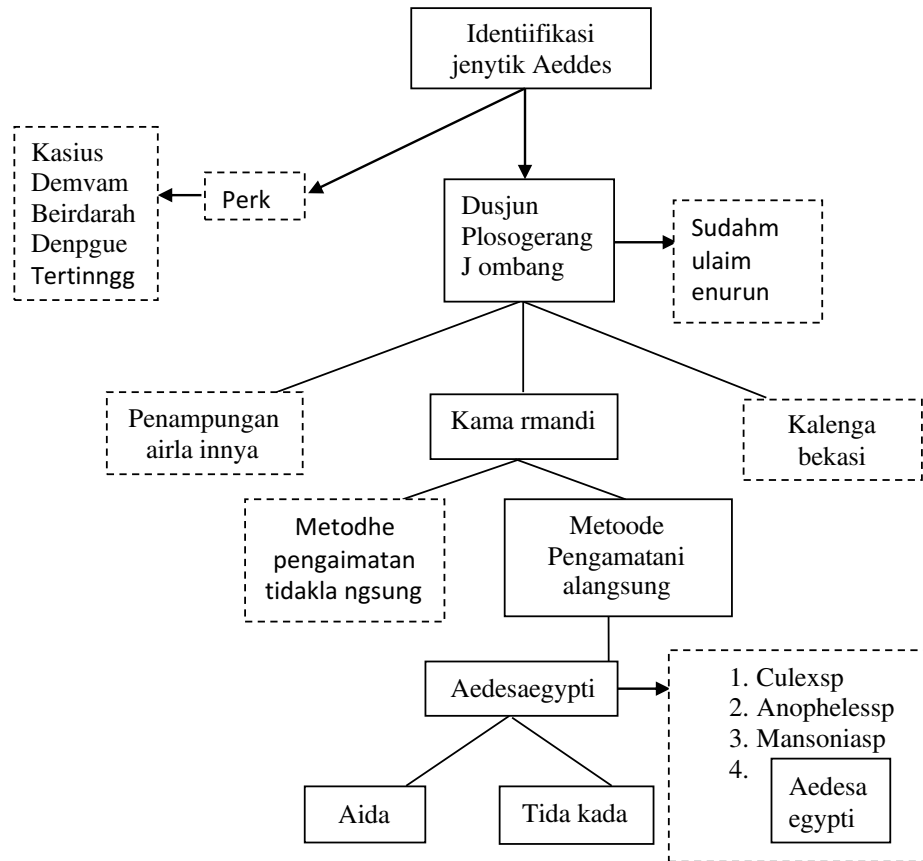 Identiifikasi
jenytik Aeddes
Kasius
Demvam
Beirdarah
Denpgue
Tertinngg
Perk
Dusjun
Plosogerang
J ombang
Sudahm
ulaim
enurun
Penampungan
airla innya
Kama rmandi
Kalenga
bekasi
Metodhe
pengaimatan
tidakla ngsung
Metoode
Pengamatani
alangsung
Aedesaegypti
1. Culexsp
2. Anophelessp
3. Mansoniasp
4.
Aedesa
egypti
Aida
Tida kada